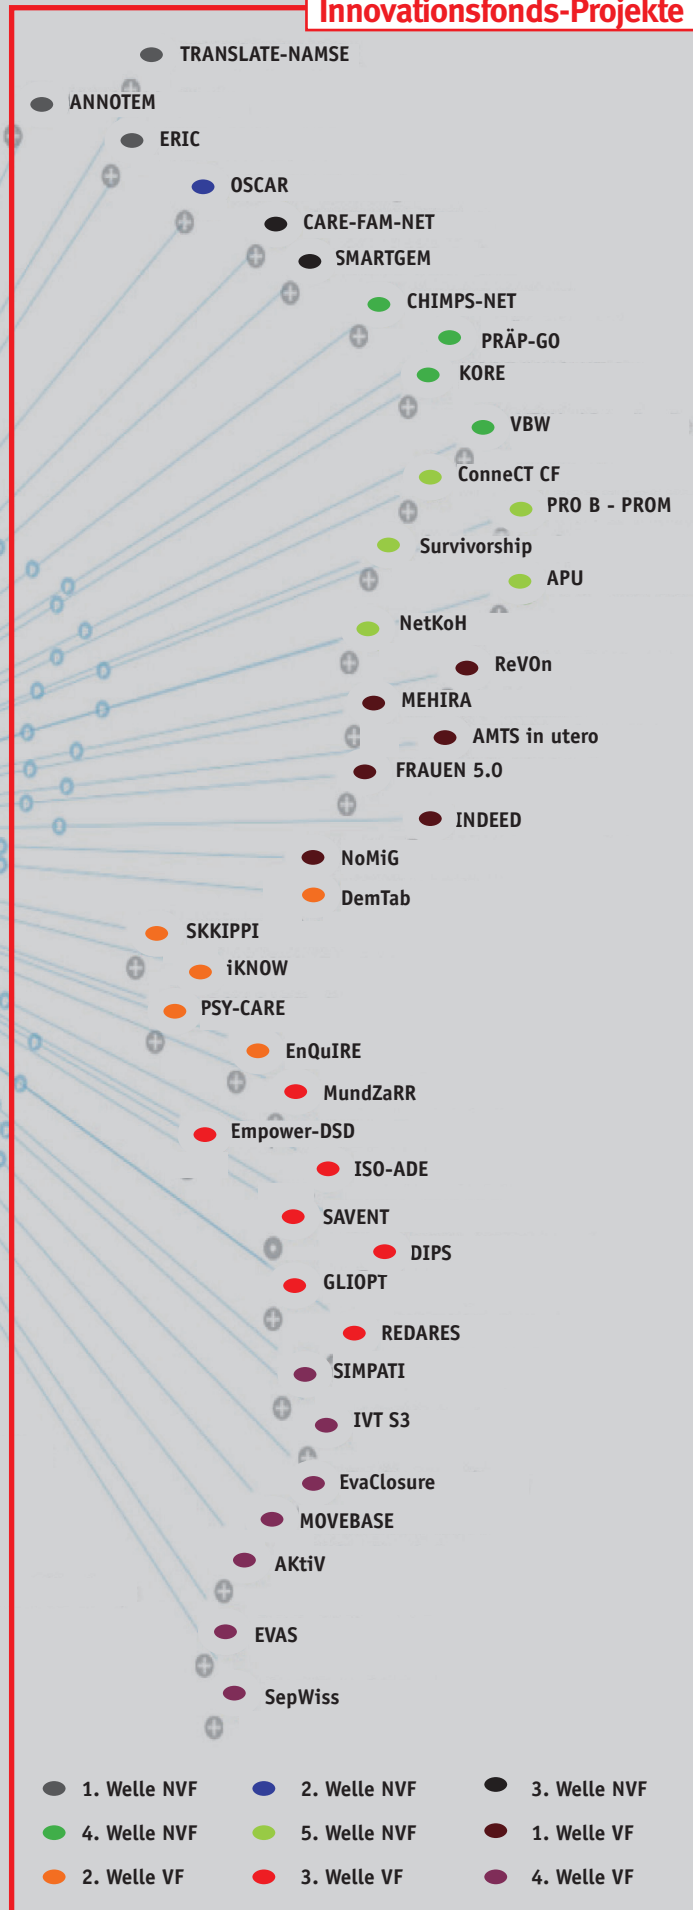 Innovationsfonds-Projekte
TRANSLATE-NAMSE
ANNOTEM
ERIC
OSCAR
CARE-FAM-NET
SMARTGEM
CHIMPS-NET
PRÄP-GO
KORE
VBW
ConneCT CF
PRO B - PROM
Survivorship
APU
NetKoH
ReVOn
MEHIRA
AMTS in utero
FRAUEN 5.0
INDEED
NoMiG
DemTab
SKKIPPI
iKNOW
PSY-CARE
EnQuIRE
MundZaRR
Empower-DSD
ISO-ADE
SAVENT
DIPS
GLIOPT
REDARES
SIMPATI
IVT S3
EvaClosure
MOVEBASE
AKtiV
EVAS
SepWiss
1. Welle NVF 2. Welle NVF 3. Welle NVF
4. Welle NVF 5. Welle NVF 1. Welle VF
2. Welle VF 3. Welle VF 4. Welle VF